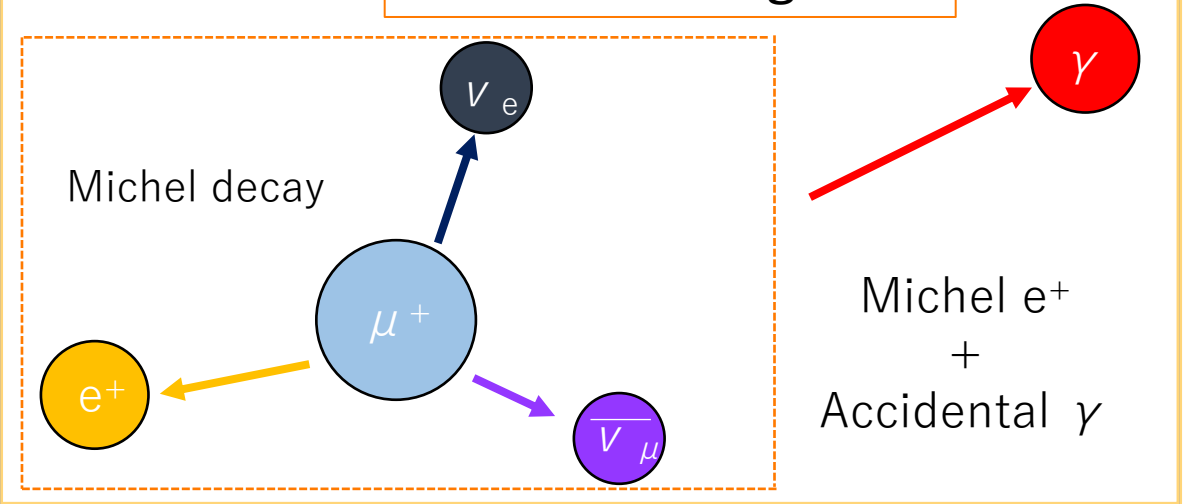 ν e
γ
Michel decay
μ +
Michel e+
+
Accidental γ
e+
ν̅ μ